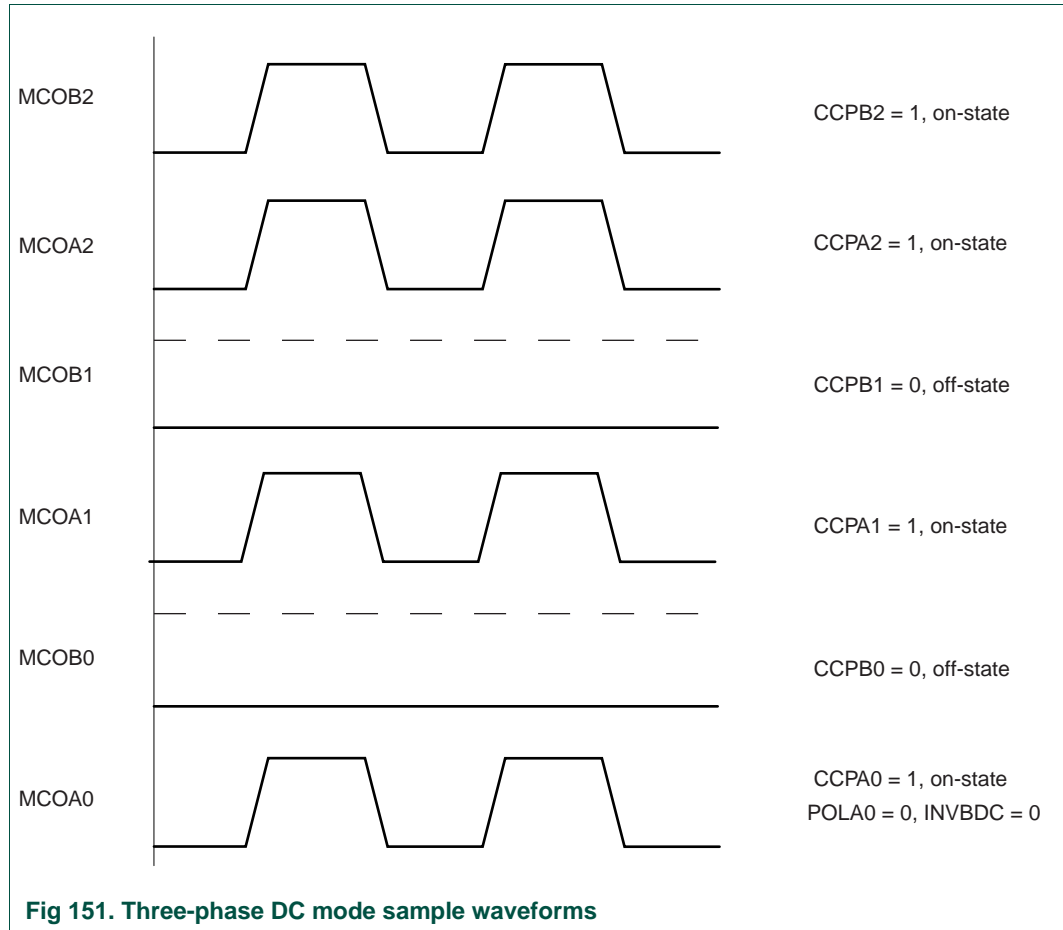 MCOB2
CCPB2 = 1, on-state
MCOA2
CCPA2 = 1, on-state
MCOB1
CCPB1 = 0, off-state
MCOA1
CCPA1 = 1, on-state
MCOB0
CCPB0 = 0, off-state
MCOA0
CCPA0 = 1, on-state
POLA0 = 0, INVBDC = 0
Fig 151. Three-phase DC mode sample waveforms